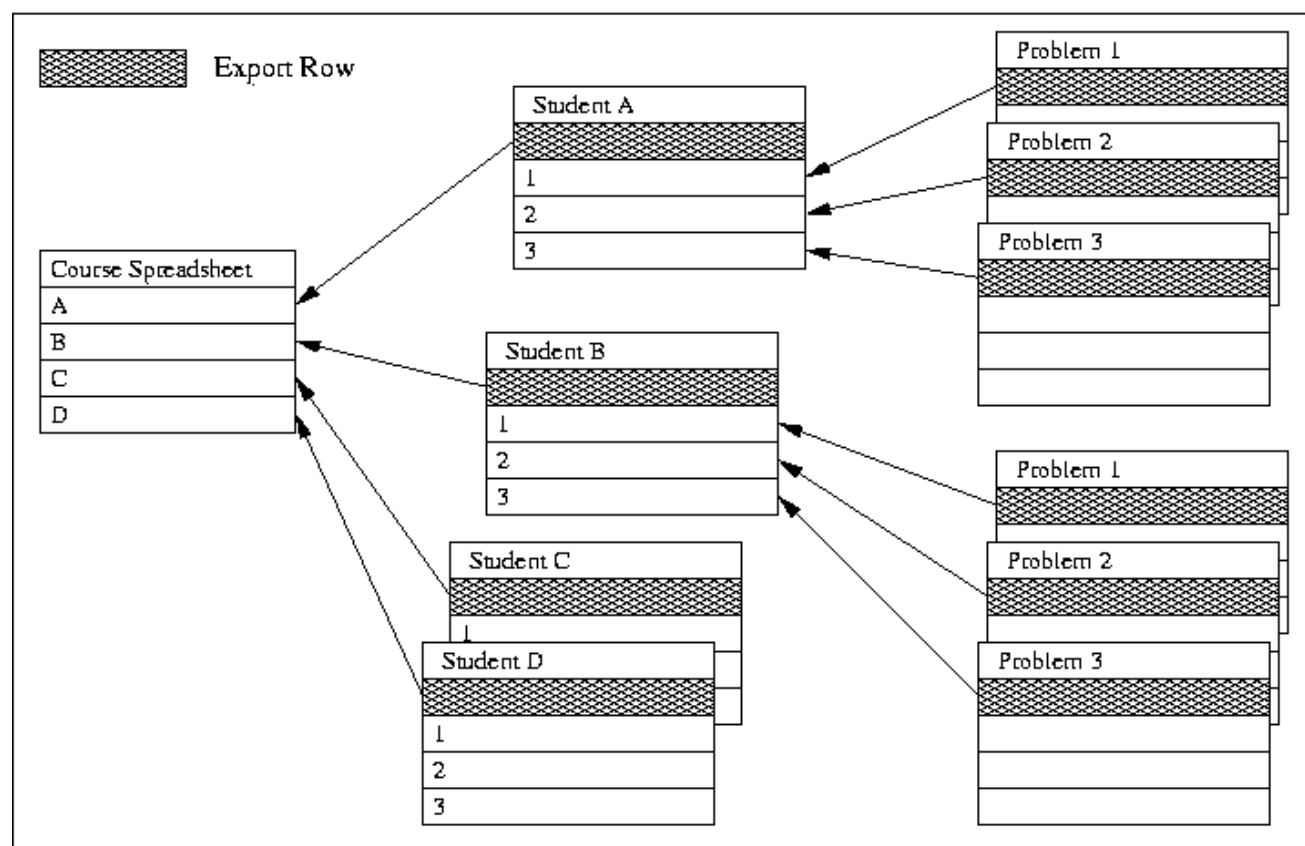 Export Row
Problem 1
Student A
Problem 2
1
2
3
Problem 3
Course Spreadsheet
A
B
C
D
Student B
1
2
3
Problem 1
Student C
1
Problem 2
Student D
1
2
3
Problem 3